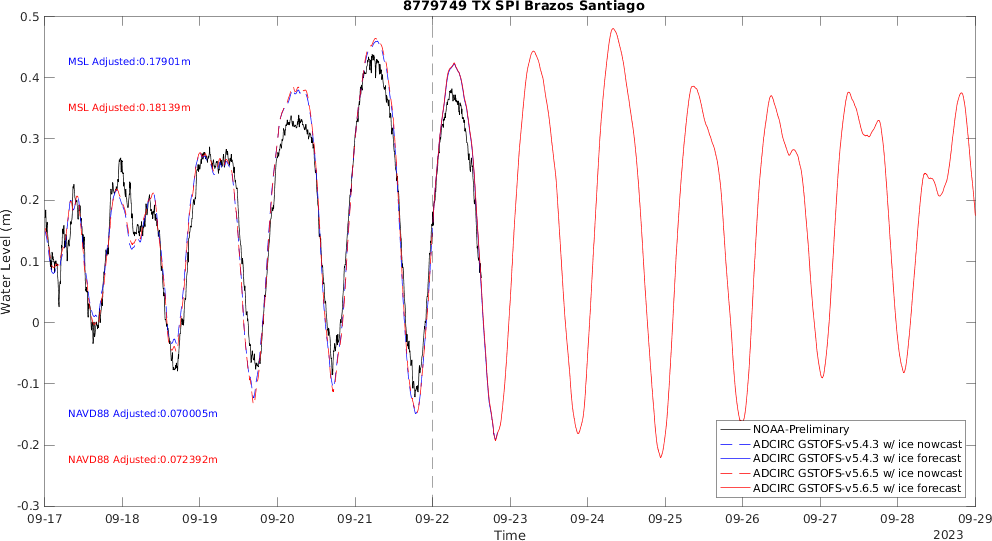 8779749 TX SPI Brazos Santiago
0.5
0.4
0.3
0.2
0.1
0
-0.1
-0.2
-0.3
Water Level (m)
MSL Adjusted:0.17901m
MSL Adjusted:0.18139m
NAVD88 Adjusted:0.070005m
NAVD88 Adjusted:0.072392m
NOAA-Preliminary
ADCIRC GSTOFS-v5.4.3 w/ ice nowcast
ADCIRC GSTOFS-v5.4.3 w/ ice forecast
ADCIRC GSTOFS-v5.6.5 w/ ice nowcast
ADCIRC GSTOFS-v5.6.5 w/ ice forecast
09-17 09-18 09-19 09-20 09-21 09-22 09-23 09-24 09-25 09-26 09-27 09-28 09-29
Time
2023